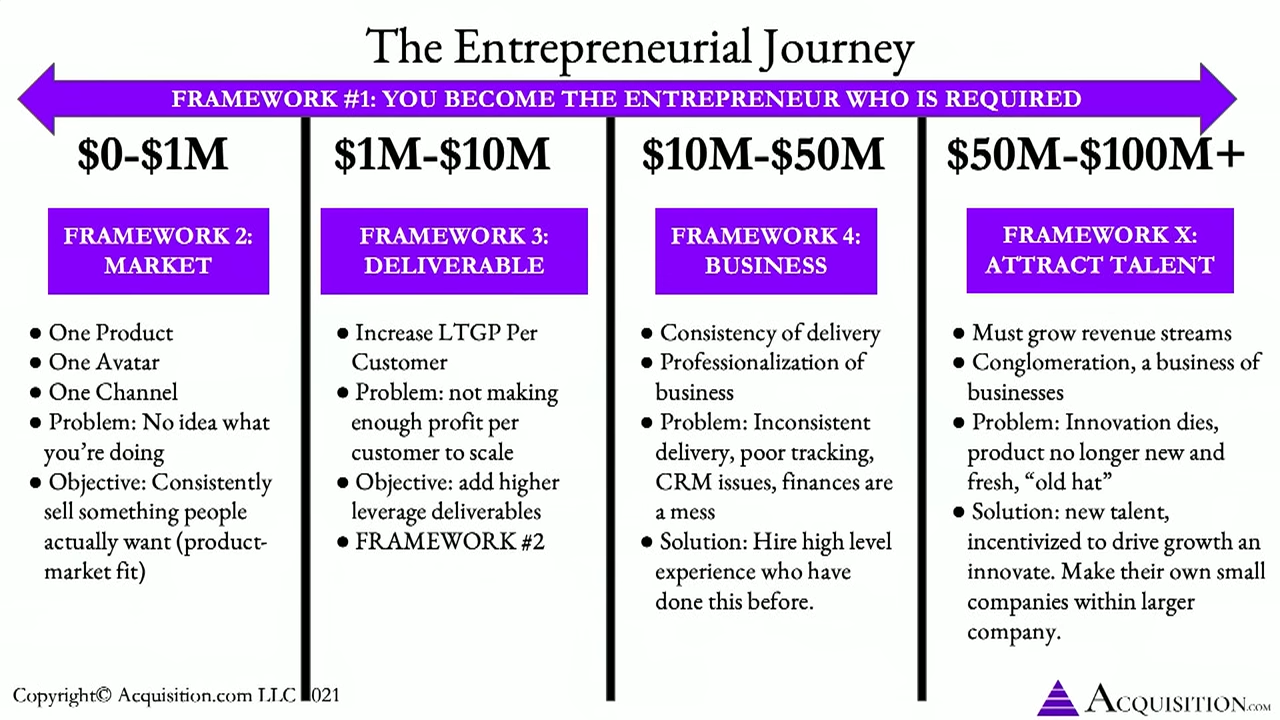 The Entrepreneurial Journey
FRAMEWORK #1: YOU BECOME THE ENTREPRENEUR WHO IS REQUIRED
$0-$1M
FRAMEWORK 2:
MARKET
● One Product
● One Avatar
● One Channel
● Problem: No idea what
you're doing
● Objective: Consistently
sell something people
actually want (product-
market fit)
$1M-$10M
FRAMEWORK 3:
DELIVERABLE
● Increase LTGP Per
Customer
● Problem: not making
enough profit per
customer to scale
● Objective: add higher
leverage deliverables
● FRAMEWORK #2
$10M-$50M
FRAMEWORK 4:
BUSINESS
● Consistency of delivery
● Professionalization of
business
● Problem: Inconsistent
delivery, poor tracking,
CRM issues, finances are
a mess
● Solution: Hire high level
experience who have
done this before.
$50M-$100M+
FRAMEWORK X:
ATTRACT TALENT
● Must grow revenue streams
● Conglomeration, a business of
businesses
● Problem: Innovation dies,
product no longer new and
fresh, “old hat”
● Solution: new talent,
incentivized to drive growth an
innovate. Make their own small
companies within larger
company.
Copyright© Acquisition.com LLC 021
ACQUISITION.COM